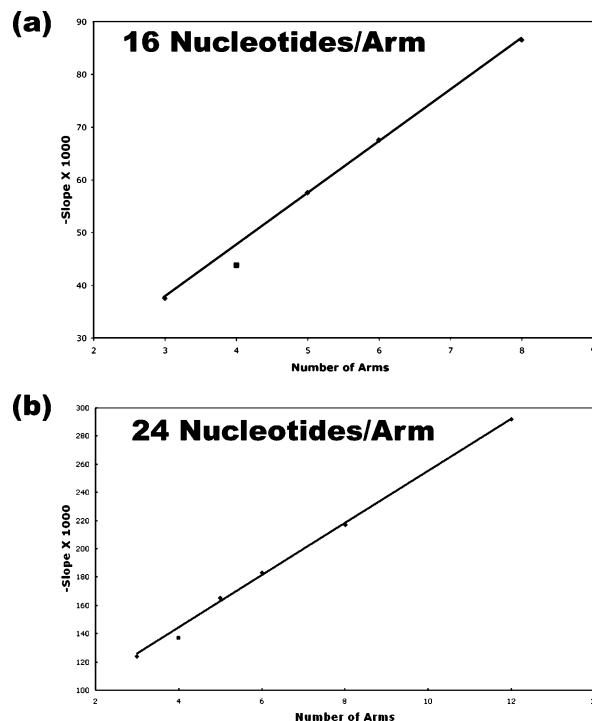 (a)
16 Nucleotides/Arm
90
80
70
60
50
40
30
-Slope X 1000
2 3 4 5 6 7 8 9
Number of Arms
(b)
24 Nucleotides/Arm
300
280
260
240
220
200
180
160
140
120
100
-Slope X 1000
2 4 6 8 10 12
Number of Arms